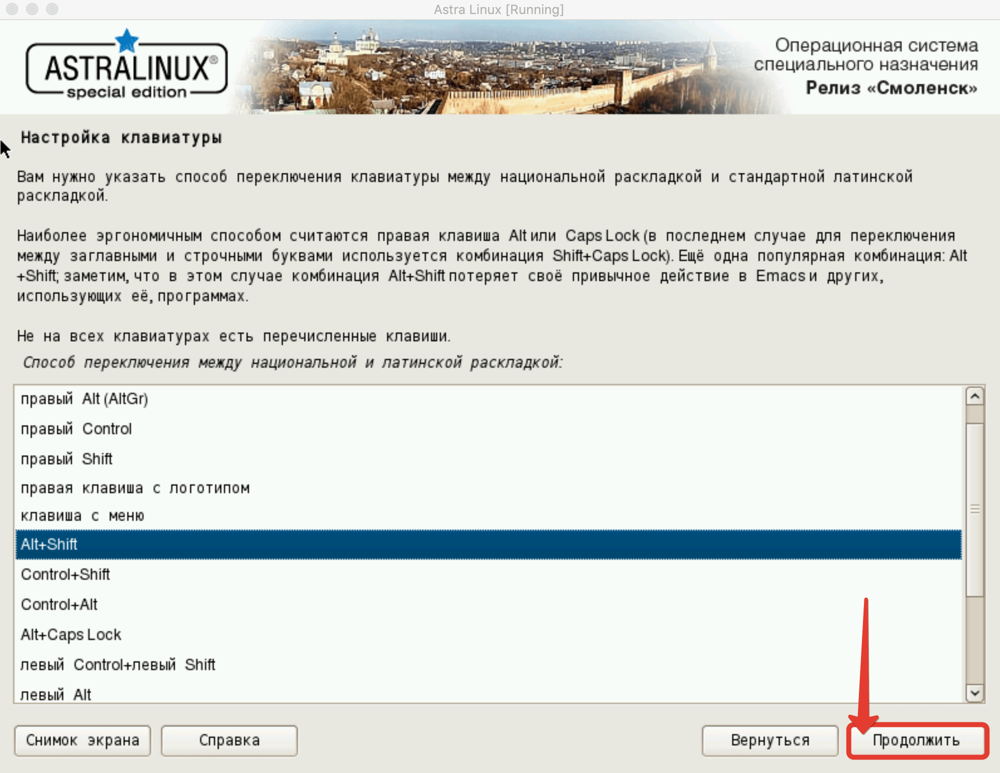 Astra Linux [Running]
ASTRALINUX®
special edition
Операционная система
специального назначения
Релиз «Смоленск»
Настройка клавиатуры
Вам нужно указать способ переключения клавиатуры между национальной раскладкой и стандартной латинской
раскладкой.
Наиболее эргономичным способом считаются правая клавиша Alt или Caps Lock (в последнем случае для переключения
между заглавными и строчными буквами используется комбинация Shift+Caps Lock). Ещё одна популярная комбинация: Alt
+Shift; заметим, что в этом случае комбинация Alt+Shift потеряет своё привычное действие в Emacs и других,
использующих её, программах.
Не на всех клавиатурах есть перечисленные клавиши.
Способ переключения между национальной и латинской раскладкой:
правый Alt (AltGr)
правый Control
правый Shift
правая клавиша с логотипом
клавиша с меню
Alt+Shift
Control+Shift
Control+Alt
Alt+Caps Lock
левый Control+левый Shift
левый Alt
Снимок экрана
Справка
Вернуться
Продолжить